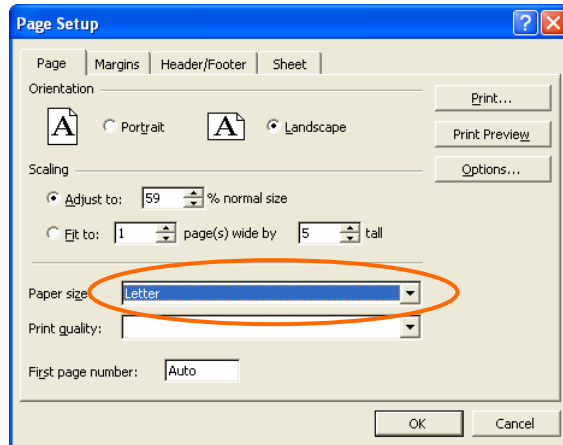 Page Setup
Page Margins Header/Footer Sheet
Orientation
Print...
A Portrait A Landscape
Print Preview
Scaling
Options...
Adjust to: 59 % normal size
Fit to: 1 page(s) wide by 5 tall
Paper size Letter
Print quality:
First page number: Auto
OK Cancel